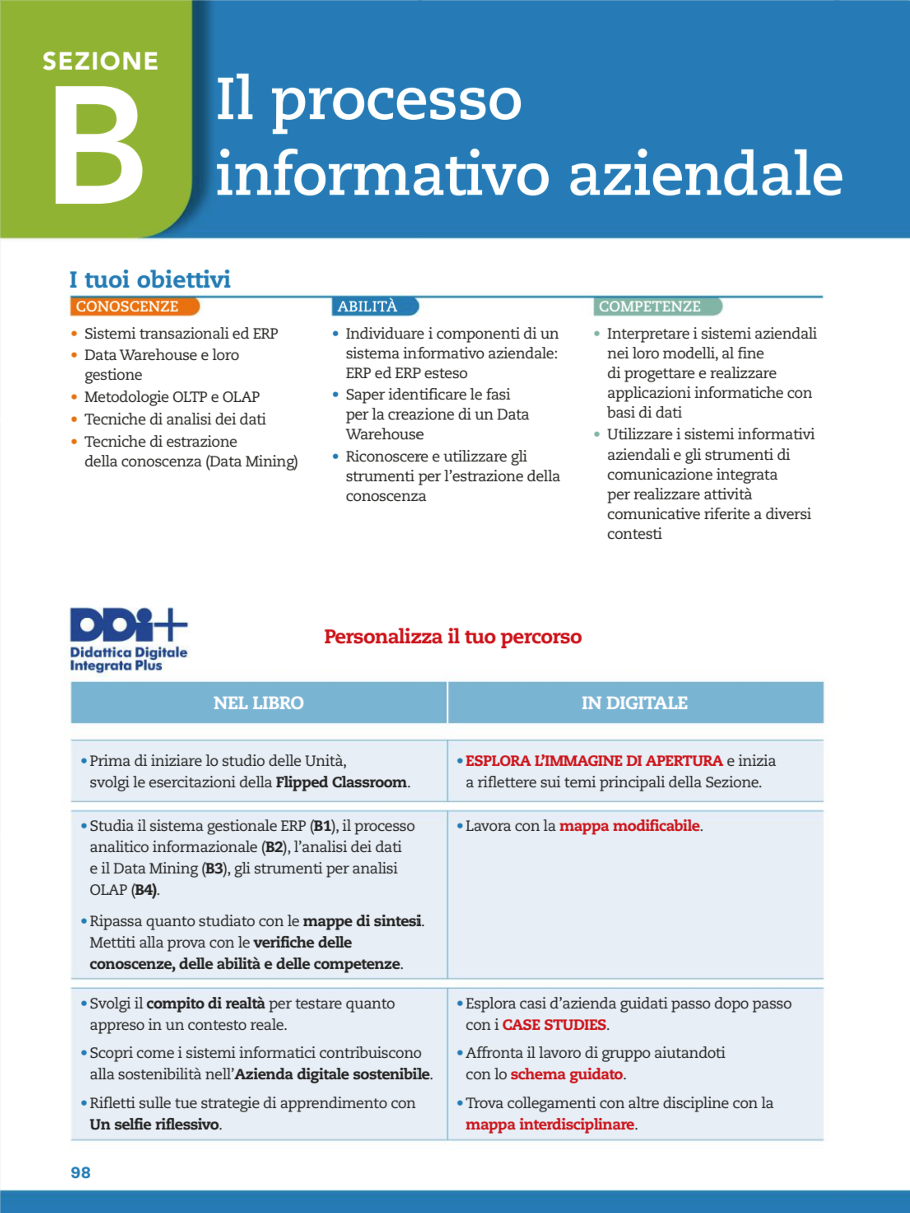 SEZIONE
B
Il processo
informativo aziendale
I tuoi obiettivi
CONOSCENZE
• Sistemi transazionali ed ERP
• Data Warehouse e loro
gestione
• Metodologie OLTP e OLAP
• Tecniche di analisi dei dati
• Tecniche di estrazione
della conoscenza (Data Mining)
ABILITÀ
• Individuare i componenti di un
sistema informativo aziendale:
ERP ed ERP esteso
• Saper identificare le fasi
per la creazione di un Data
Warehouse
• Riconoscere e utilizzare gli
strumenti per l'estrazione della
conoscenza
COMPETENZE
• Interpretare i sistemi aziendali
nei loro modelli, al fine
di progettare e realizzare
applicazioni informatiche con
basi di dati
• Utilizzare i sistemi informativi
aziendali e gli strumenti di
comunicazione integrata
per realizzare attività
comunicative riferite a diversi
contesti
DDi+
Didattica Digitale
Integrata Plus
Personalizza il tuo percorso
NEL LIBRO
IN DIGITALE
• Prima di iniziare lo studio delle Unità,
svolgi le esercitazioni della Flipped Classroom.
• ESPLORA L'IMMAGINE DI APERTURA e inizia
a riflettere sui temi principali della Sezione.
• Studia il sistema gestionale ERP (B1), il processo
analitico informazionale (B2), l'analisi dei dati
e il Data Mining (B3), gli strumenti per analisi
OLAP (B4).
• Ripassa quanto studiato con le mappe di sintesi.
Mettiti alla prova con le verifiche delle
conoscenze, delle abilità e delle competenze.
• Lavora con la mappa modificabile.
• Svolgi il compito di realtà per testare quanto
appreso in un contesto reale.
• Scopri come i sistemi informatici contribuiscono
alla sostenibilità nell'Azienda digitale sostenibile.
• Rifletti sulle tue strategie di apprendimento con
Un selfie riflessivo.
• Esplora casi d'azienda guidati passo dopo passo
con i CASE STUDIES.
• Affronta il lavoro di gruppo aiutandoti
con lo schema guidato.
• Trova collegamenti con altre discipline con la
mappa interdisciplinare.
98